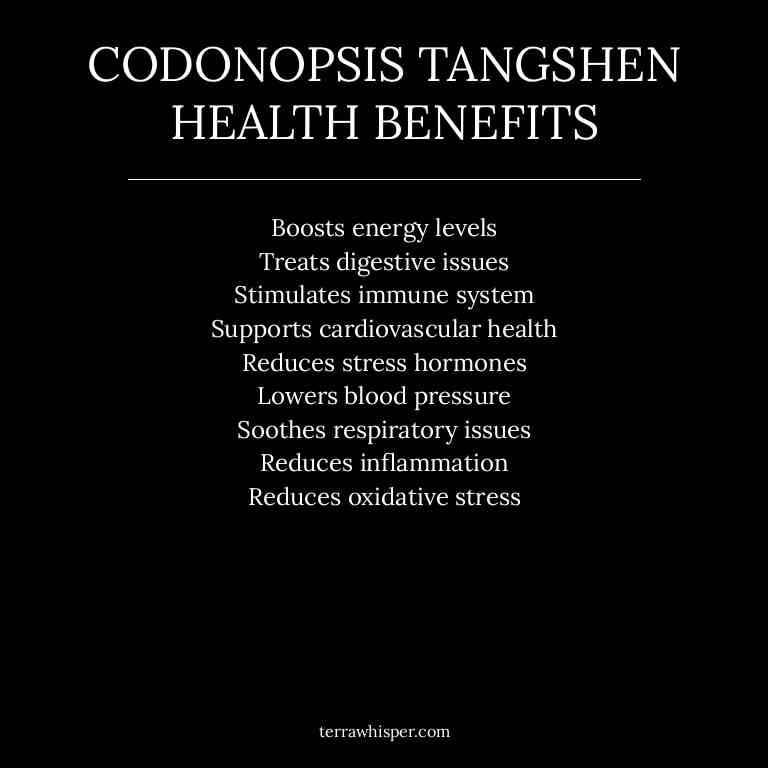 CODONOPSIS TANGSHEN
HEALTH BENEFITS
Boosts energy levels
Treats digestive issues
Stimulates immune system
Supports cardiovascular health
Reduces stress hormones
Lowers blood pressure
Soothes respiratory issues
Reduces inflammation
Reduces oxidative stress
terrawhisper.com